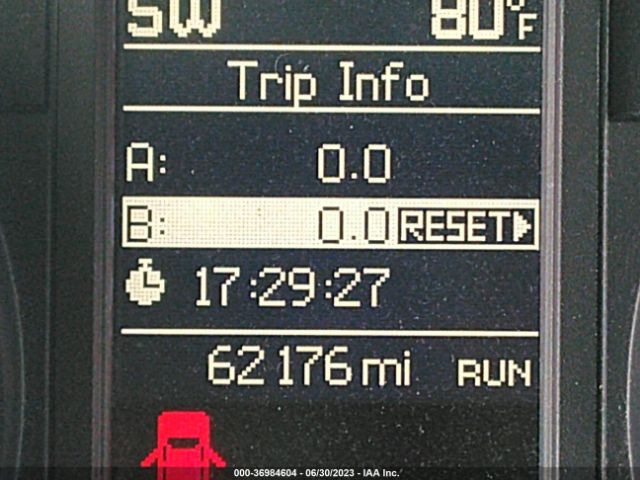 SW 80°F
Trip Info
A: 0.0
B: 0.0 RESET
17:29:27
62176 mi RUN
000-36984604 - 06/30/2023 - IAA Inc.